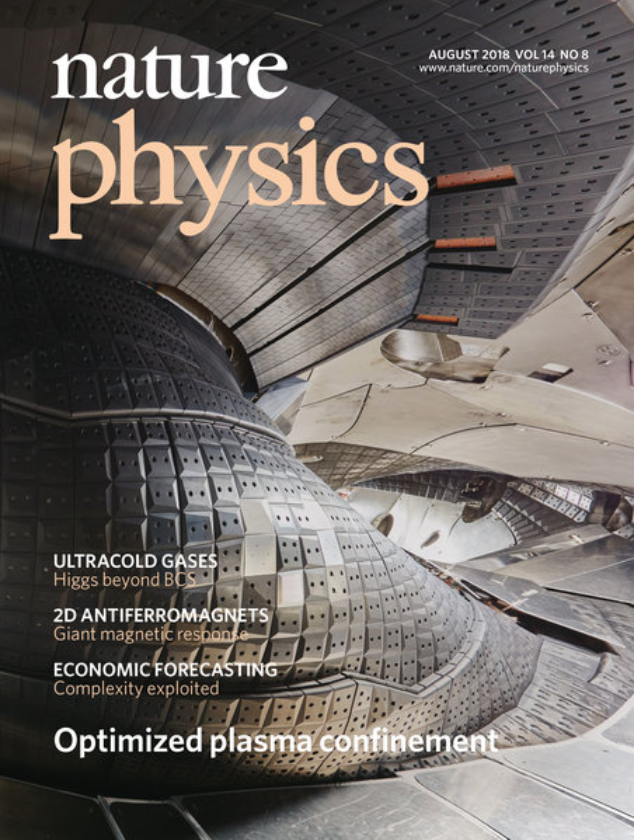 nature
physics
AUGUST 2018 VOL 14 NO 8
www.nature.com/naturephysics
ULTRACOLD GASES
Higgs beyond BCS
2D ANTIFERROMAGNETS
Giant magnetic response
ECONOMIC FORECASTING
Complexity exploited
Optimized plasma confinement